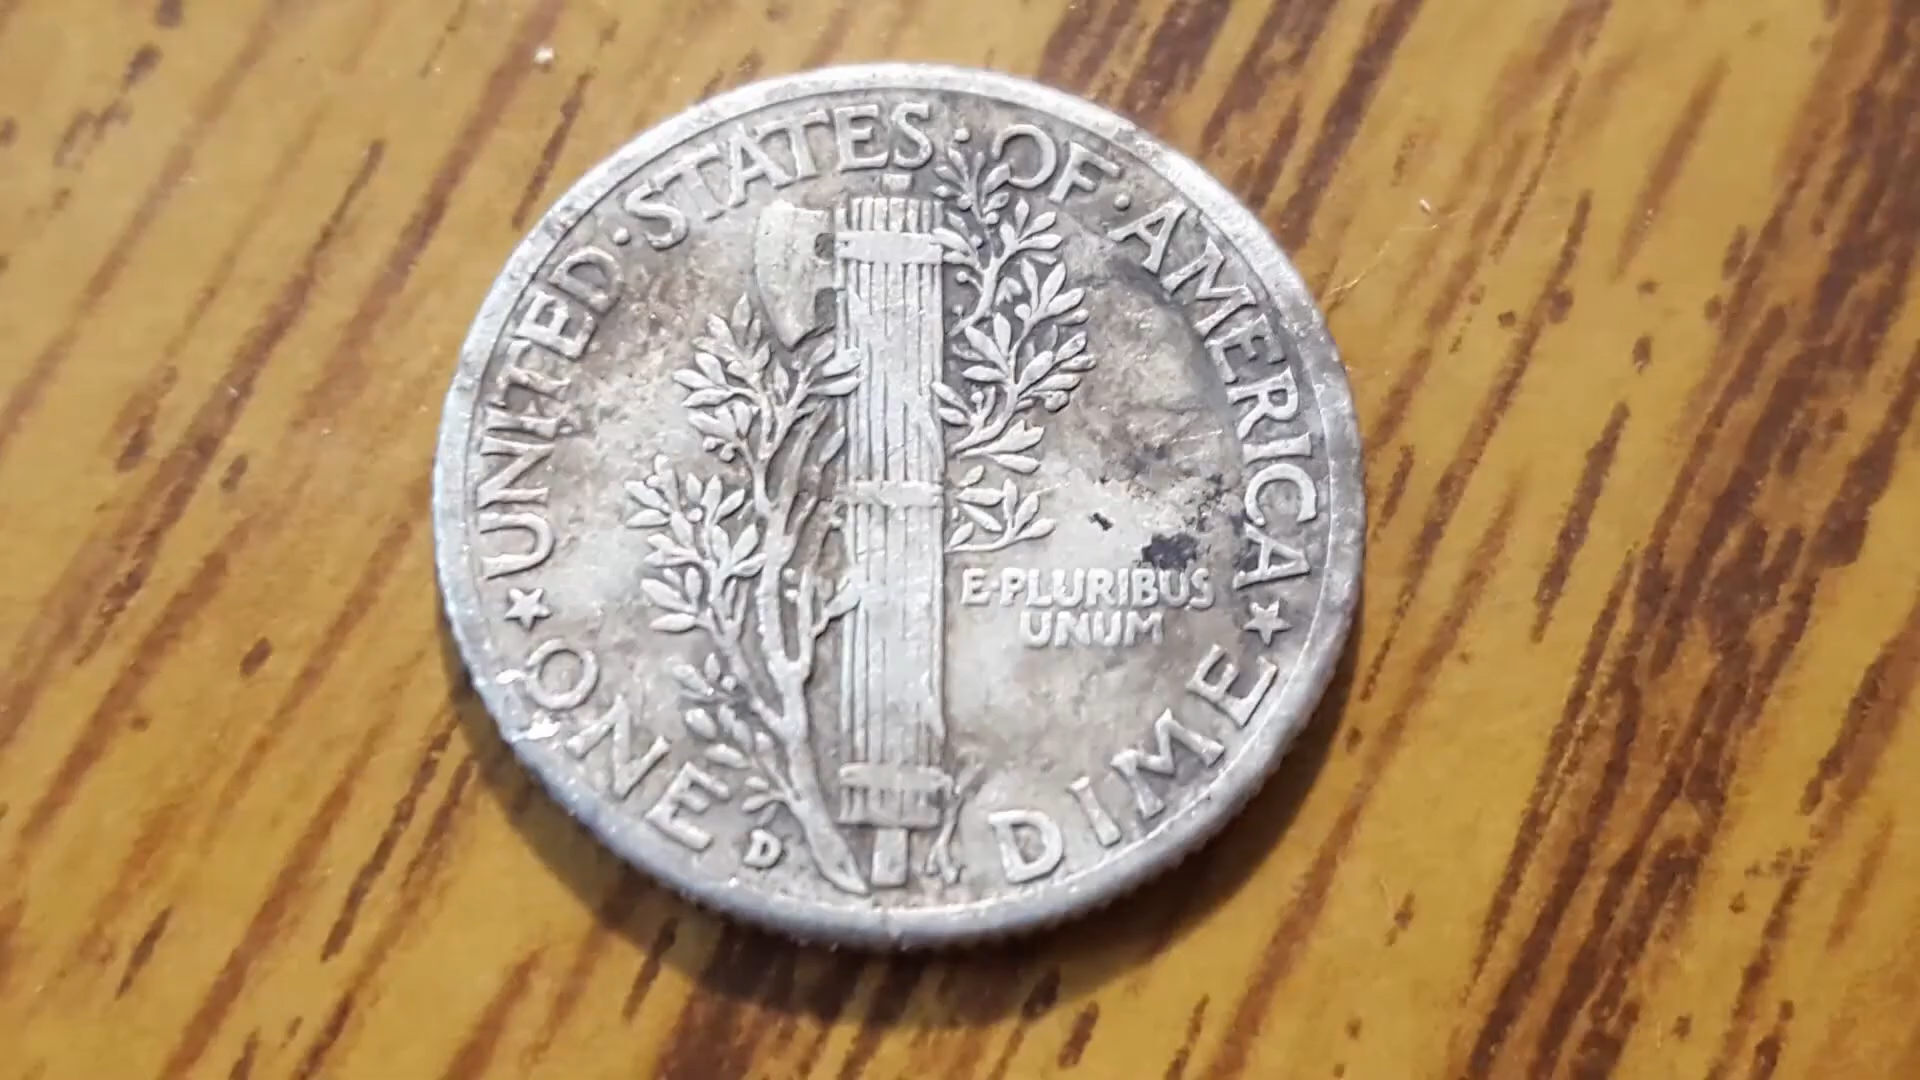 UNITED·STATES·OF·AMERICA
E·PLURIBUS
UNUM
ONE DIME
D